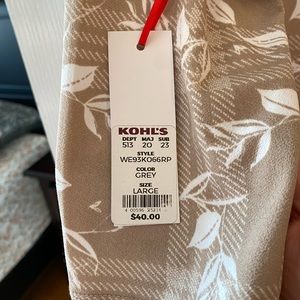 KOHL'S
DEPT MAJ SUB
513 20 23
STYLE
WE93K066RP
COLOR
GREY
SIZE
LARGE
$40.00